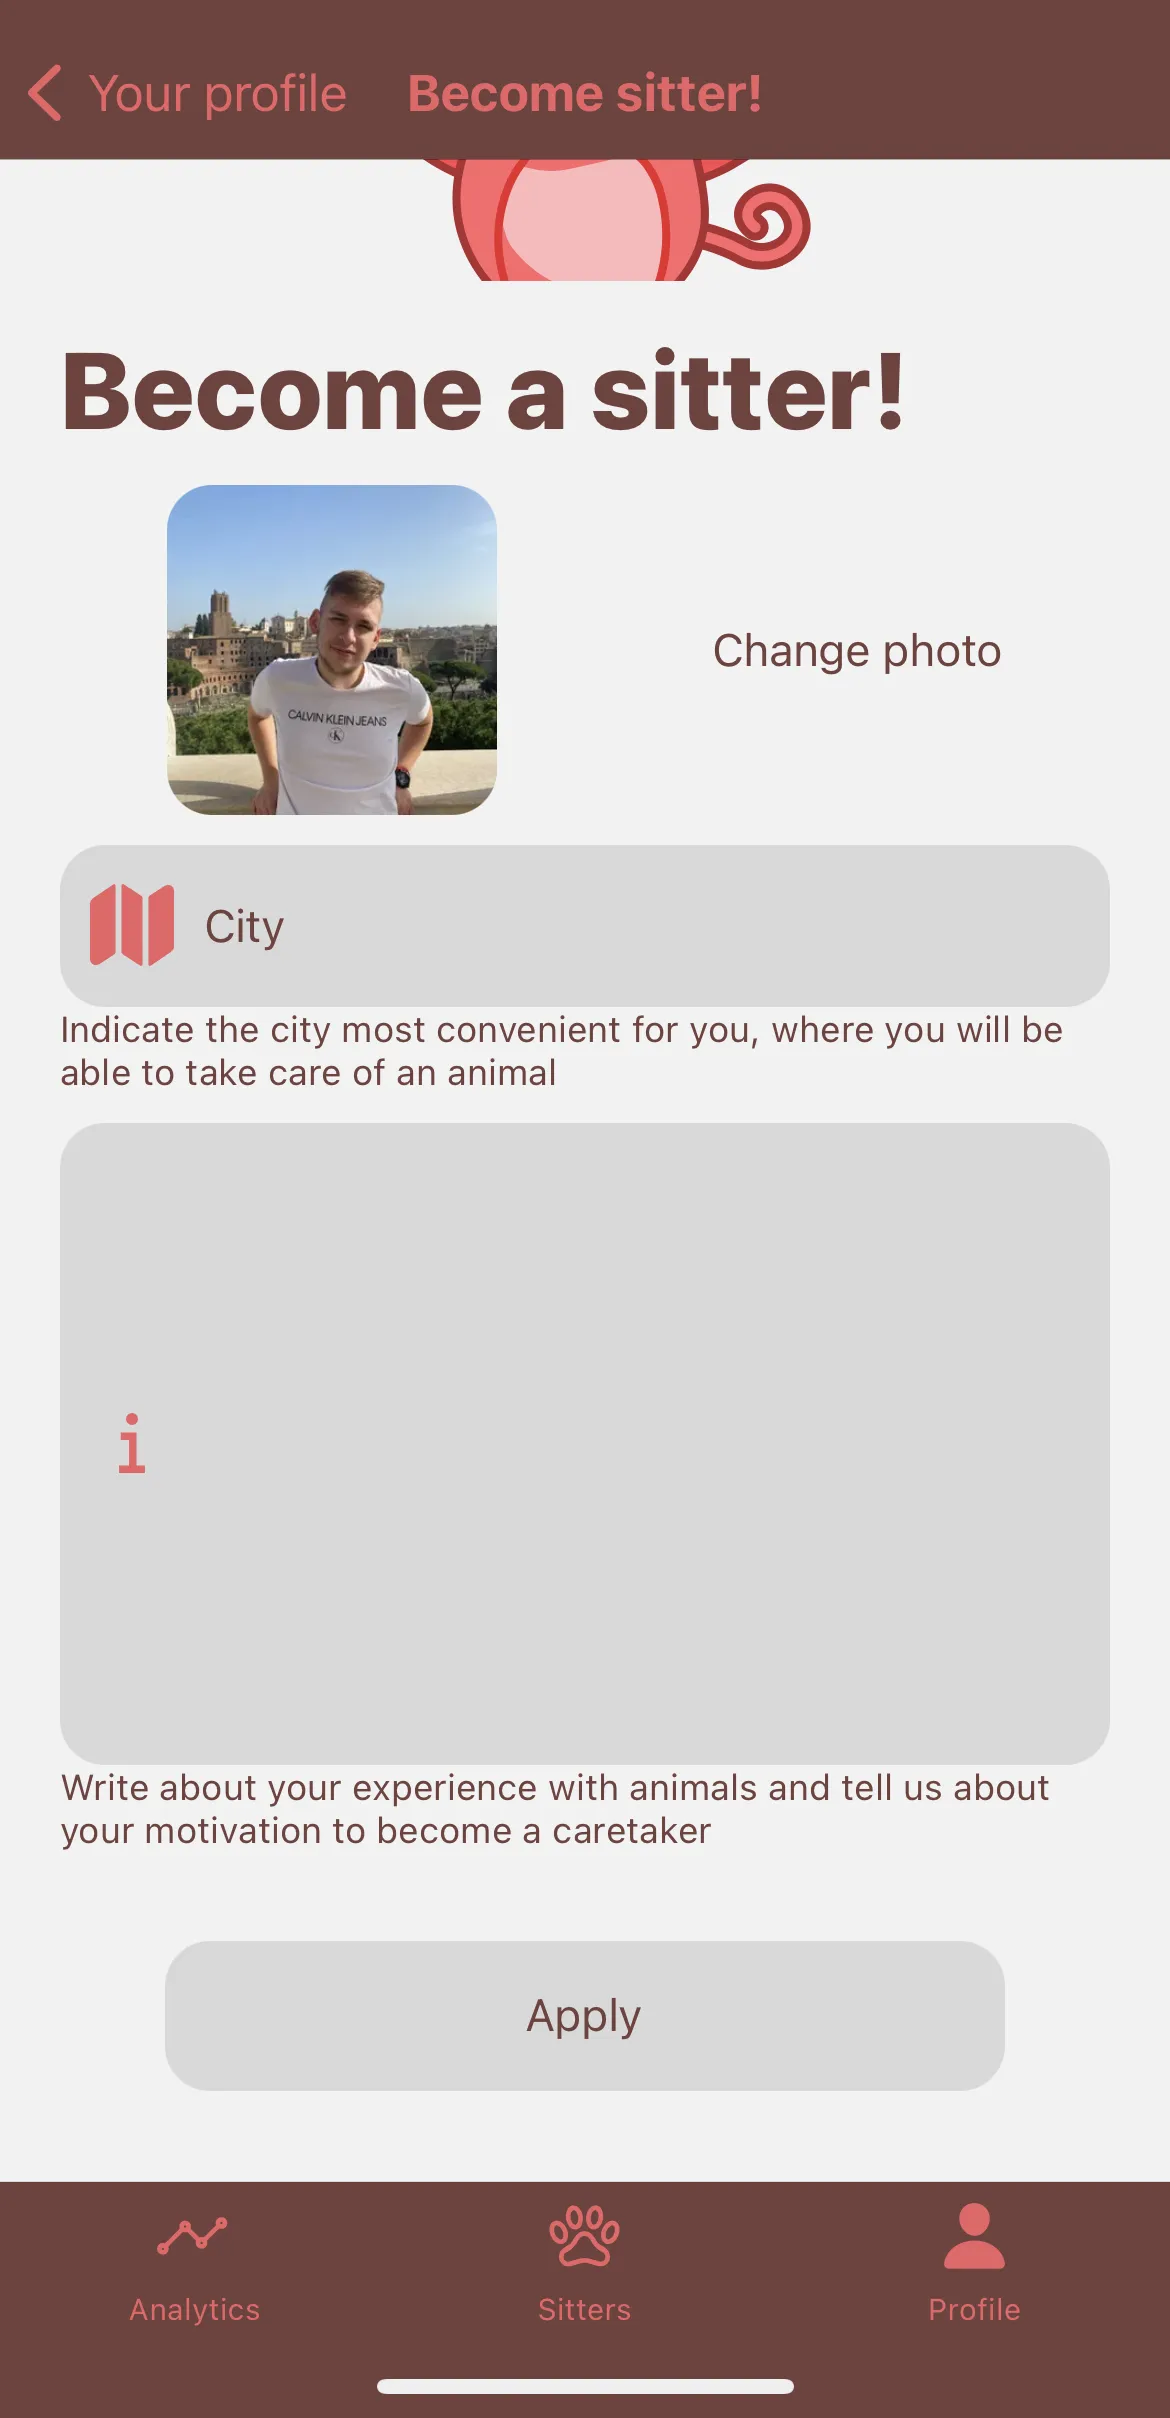 Your profile
Become sitter!
Become a sitter!
CALVIN KLEIN JEANS
CK
Change photo
City
Indicate the city most convenient for you, where you will be
able to take care of an animal
i
Write about your experience with animals and tell us about
your motivation to become a caretaker
Apply
Analytics
Sitters
Profile